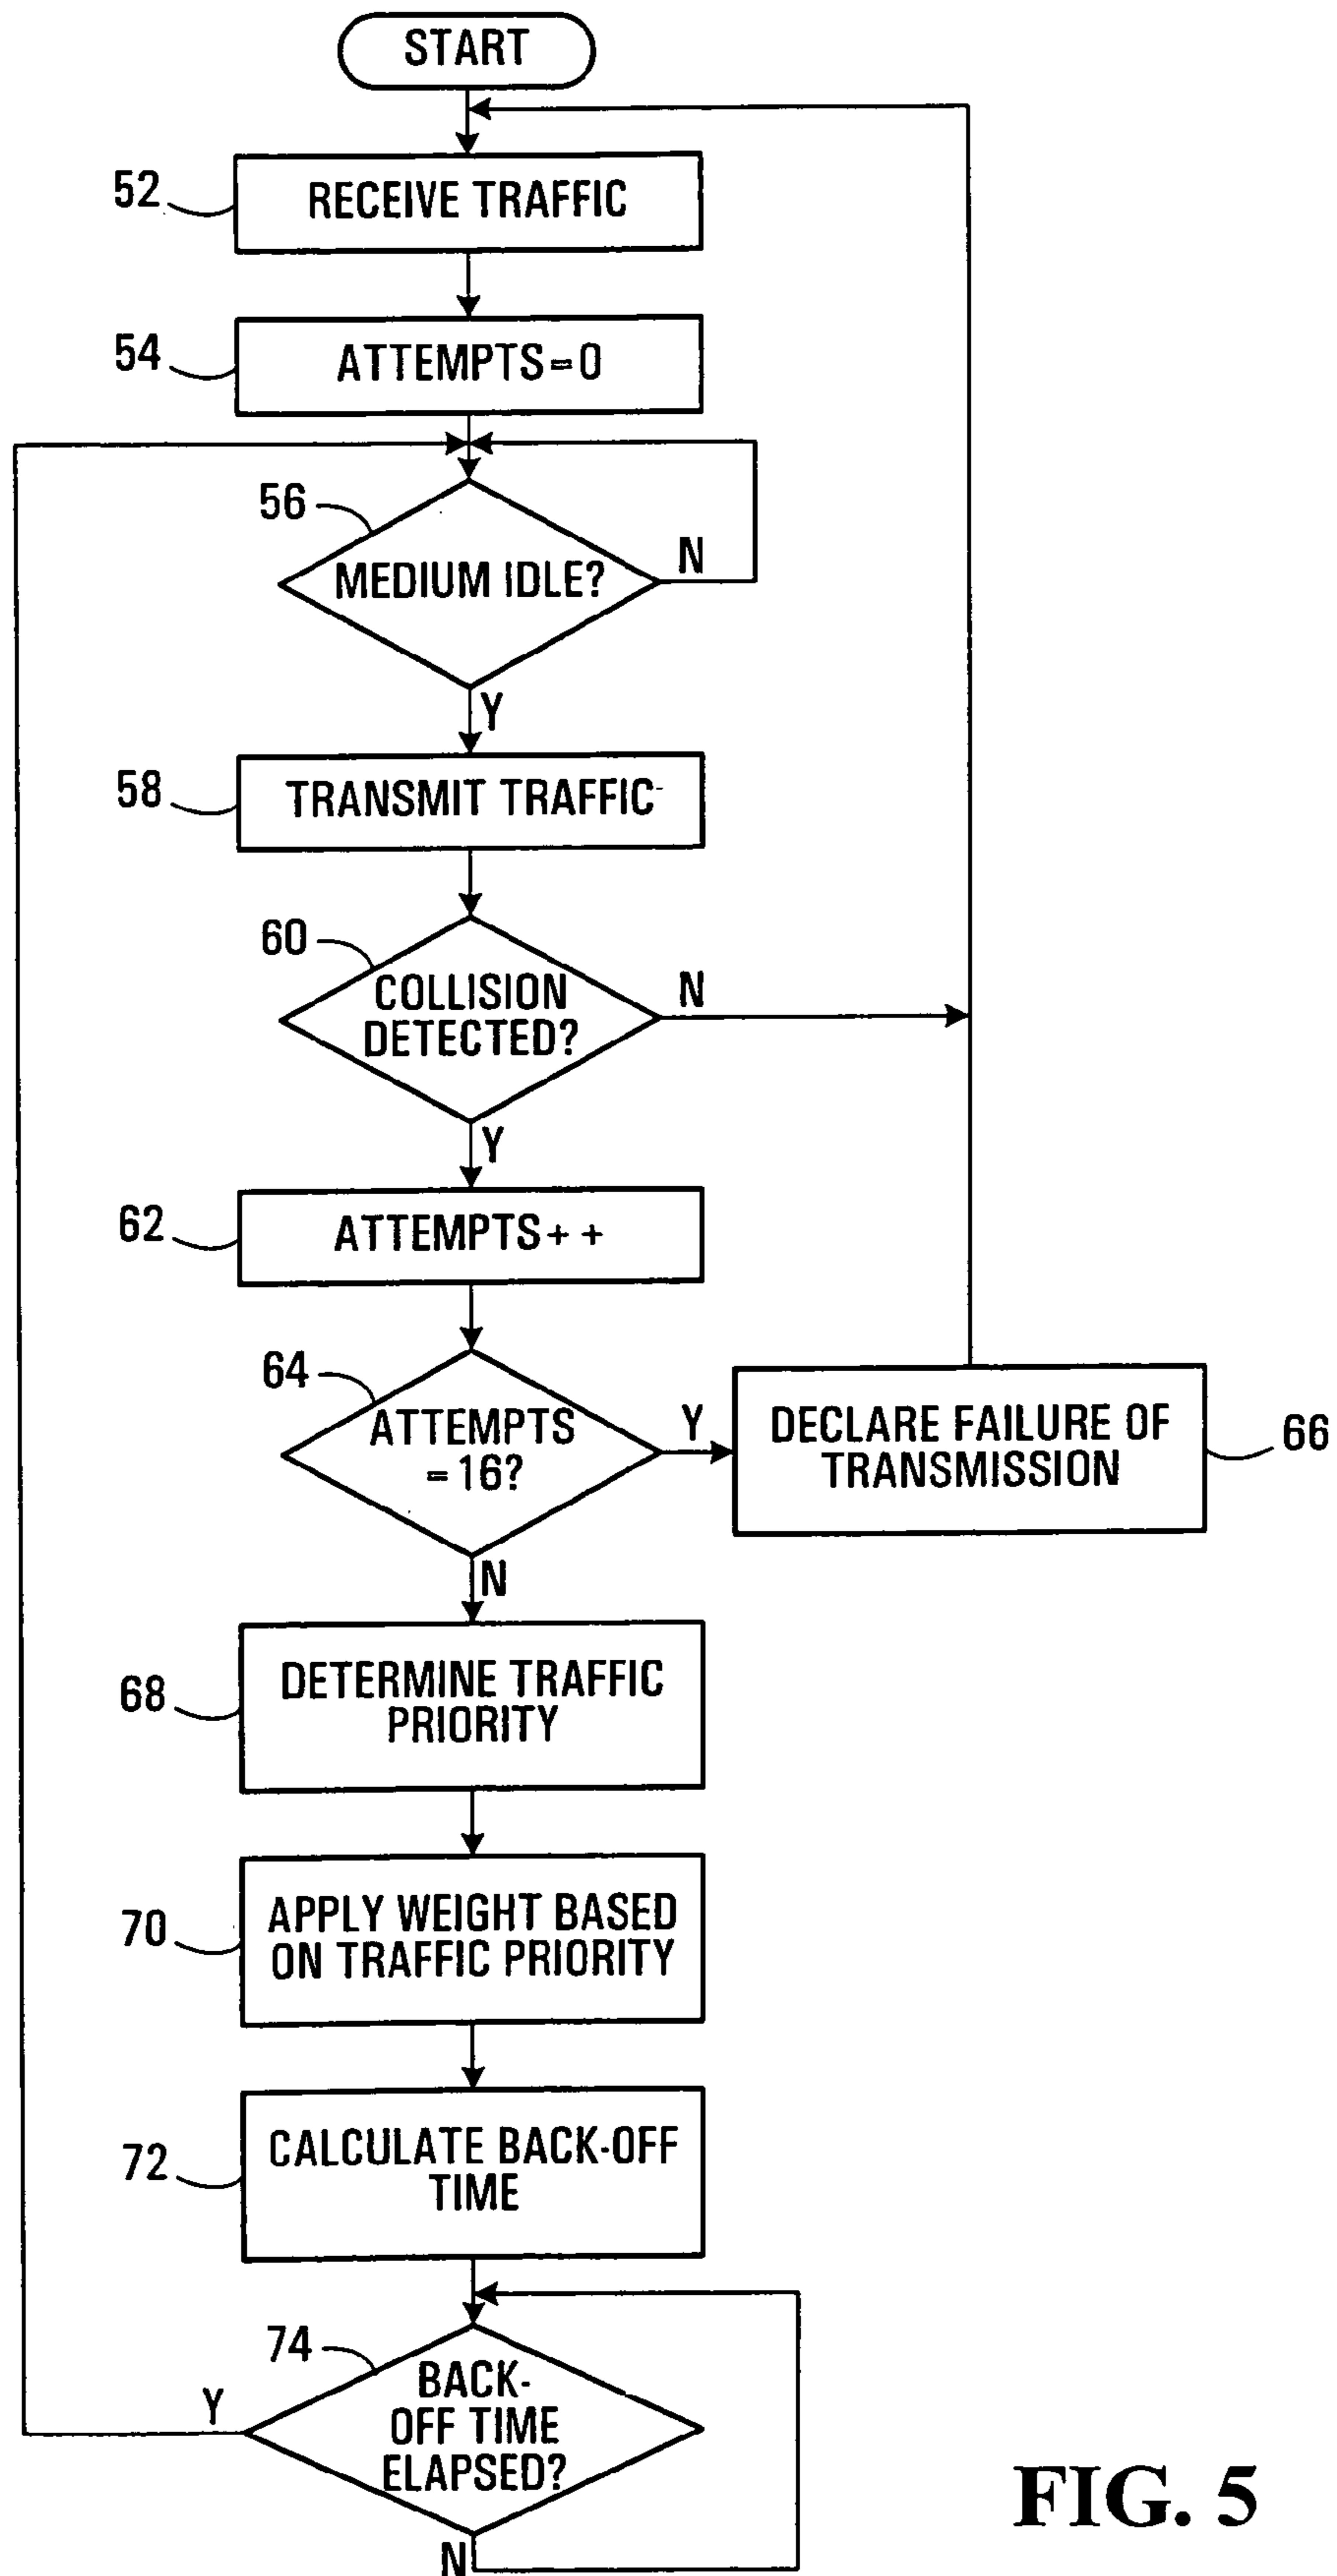 START
52
RECEIVE TRAFFIC
54
ATTEMPTS=0
56
MEDIUM IDLE?
N
Y
58
TRANSMIT TRAFFIC
60
COLLISION
DETECTED?
N
Y
62
ATTEMPTS++
64
ATTEMPTS
=16?
Y
DECLARE FAILURE OF
TRANSMISSION
66
N
68
DETERMINE TRAFFIC
PRIORITY
70
APPLY WEIGHT BASED
ON TRAFFIC PRIORITY
72
CALCULATE BACK-OFF
TIME
74
BACK-
OFF TIME
ELAPSED?
Y
N
FIG. 5